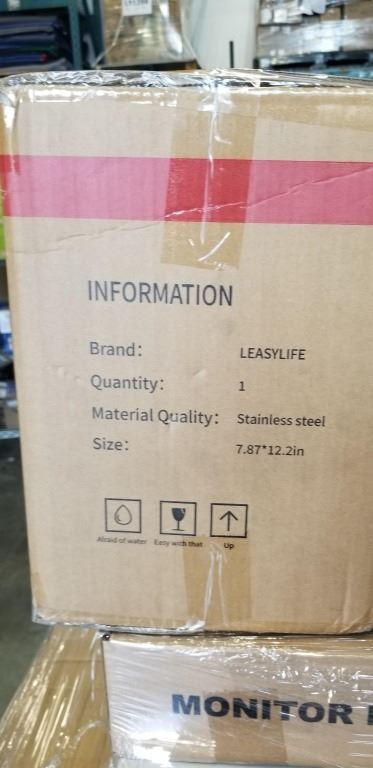 INFORMATION
Brand: LEASYLIFE
Quantity: 1
Material Quality: Stainless steel
Size: 7.87*12.2in
Afraid of water Easy with that Up
MONITOR